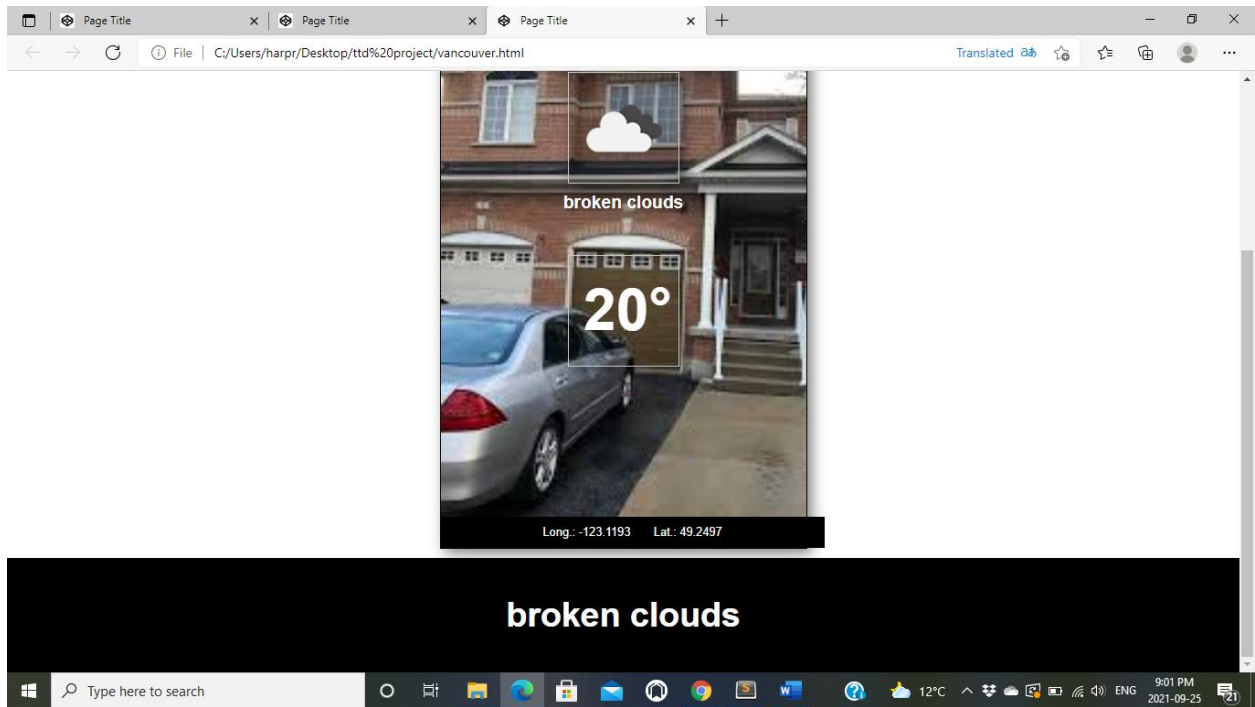 Page Title
Page Title
Page Title
File C:/Users/harpr/Desktop/ttd%20project/vancouver.html Translated
broken clouds
20°
Long.: -123.1193 Lat.: 49.2497
broken clouds
Type here to search
12°C ENG 9:01 PM
2021-09-25
21